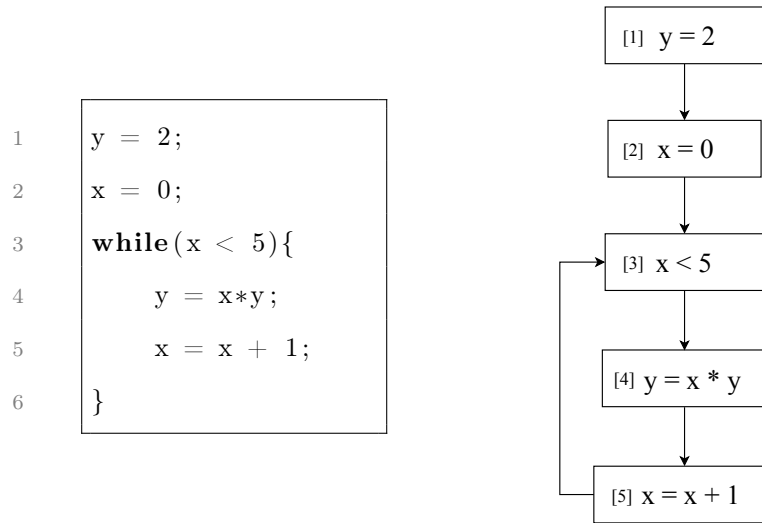 1 y = 2;
2 x = 0;
3 while(x < 5){
4 y = x*y;
5 x = x + 1;
6 }
[1] y = 2
[2] x = 0
[3] x < 5
[4] y = x * y
[5] x = x + 1